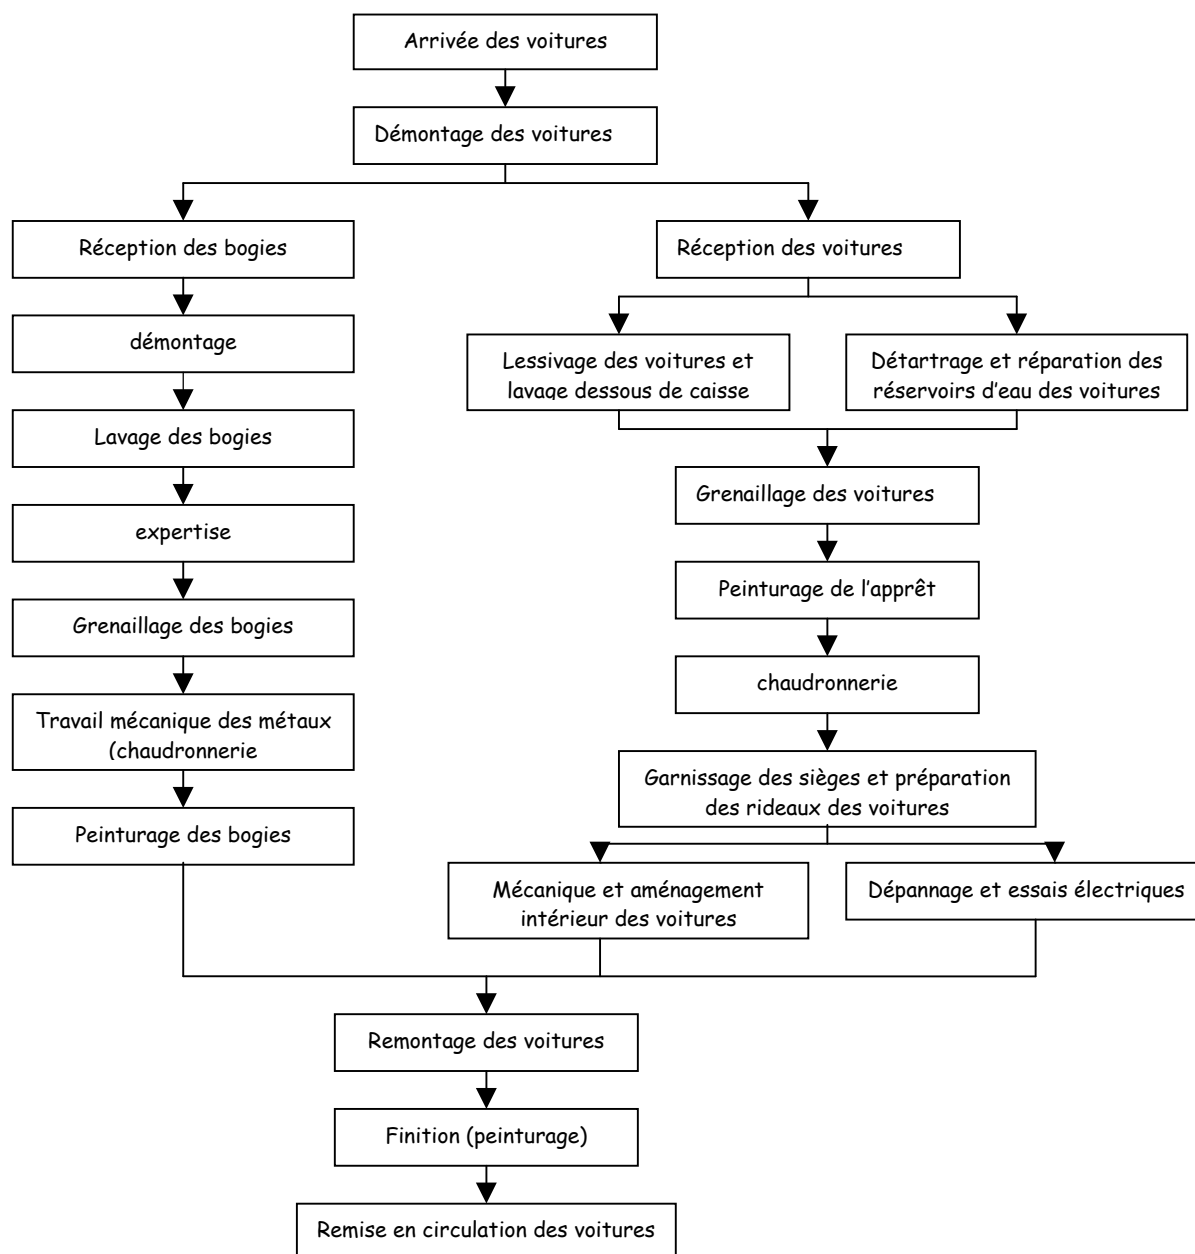 Arrivée des voitures
Démontage des voitures
Réception des bogies
Réception des voitures
démontage
Lessivage des voitures et
lavage dessous de caisse
Détartrage et réparation des
réservoirs d'eau des voitures
Lavage des bogies
Grenaillage des voitures
expertise
Peinturage de l'apprêt
Grenaillage des bogies
chaudronnerie
Travail mécanique des métaux
(chaudronnerie
Garnissage des sièges et préparation
des rideaux des voitures
Peinturage des bogies
Mécanique et aménagement
intérieur des voitures
Dépannage et essais électriques
Remontage des voitures
Finition (peinturage)
Remise en circulation des voitures